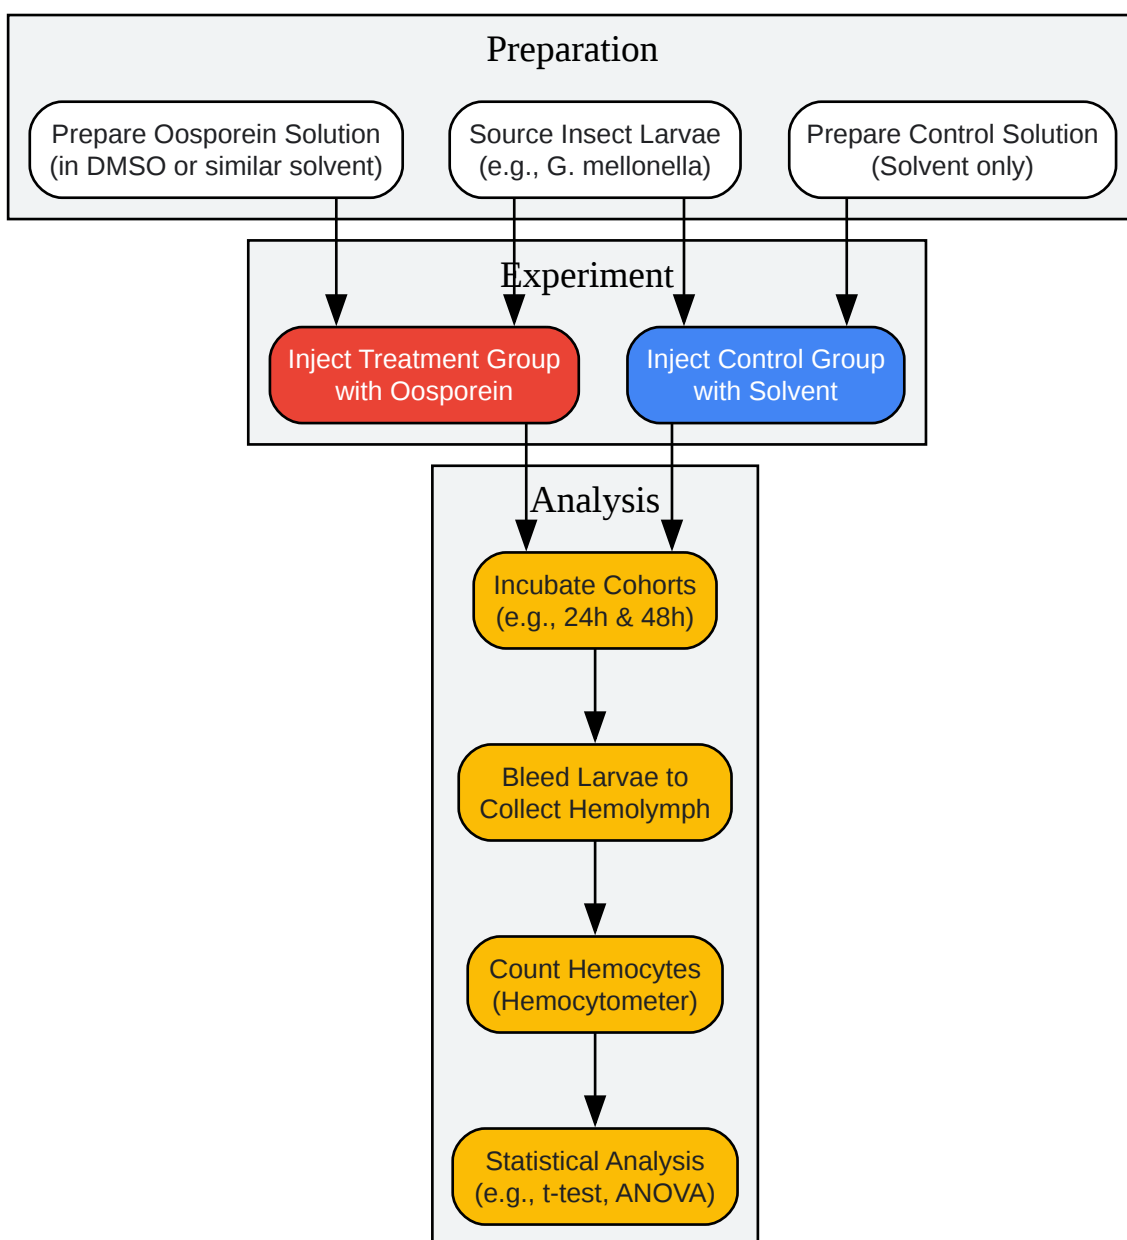 Preparation
Prepare Oosporein Solution
(in DMSO or similar solvent)
Source Insect Larvae
(e.g., G. mellonella)
Prepare Control Solution
(Solvent only)
Experiment
Inject Treatment Group
with Oosporein
Inject Control Group
with Solvent
Analysis
Incubate Cohorts
(e.g., 24h & 48h)
Bleed Larvae to
Collect Hemolymph
Count Hemocytes
(Hemocytometer)
Statistical Analysis
(e.g., t-test, ANOVA)